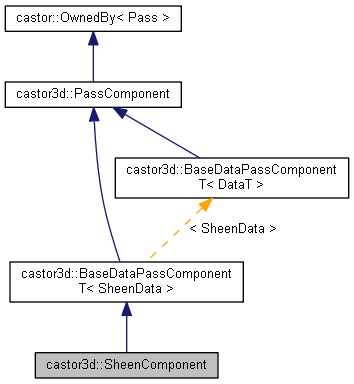 castor::OwnedBy< Pass >
castor3d::PassComponent
castor3d::BaseDataPassComponent
T< DataT >
< SheenData >
castor3d::BaseDataPassComponent
T< SheenData >
castor3d::SheenComponent